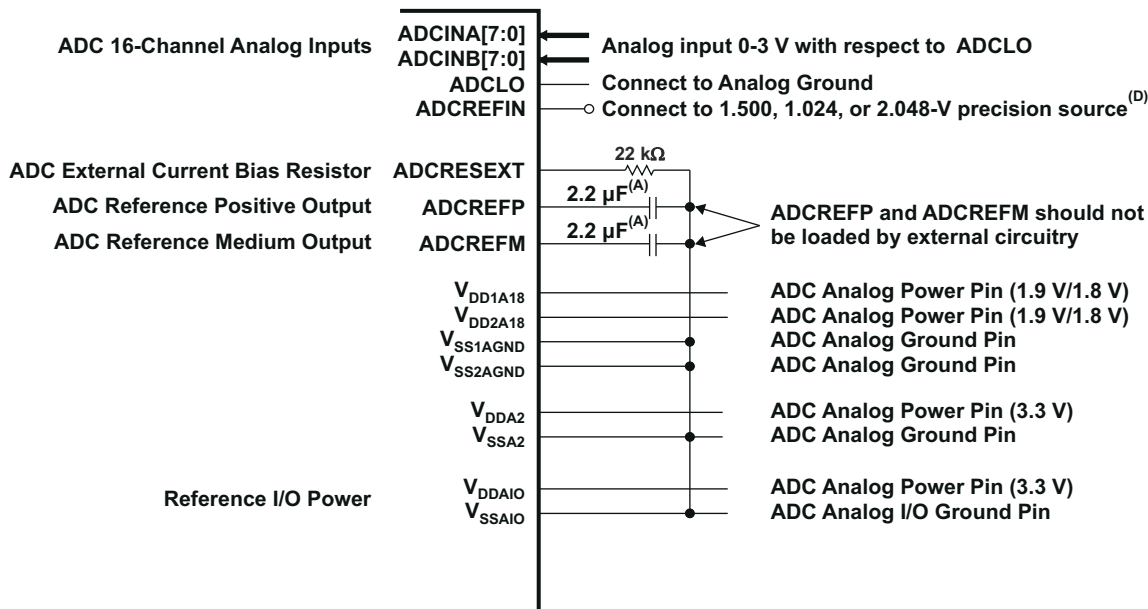 ADC 16-Channel Analog Inputs ADCINA[7:0] Analog input 0-3 V with respect to ADCLO
ADCINB[7:0]
ADCLO Connect to Analog Ground
ADCREFIN Connect to 1.500, 1.024, or 2.048-V precision source(D)
22 kΩ
ADC External Current Bias Resistor ADCRESEXT
2.2 µF(A)
ADC Reference Positive Output ADCREFP
ADCREFP and ADCREFM should not
be loaded by external circuitry
2.2 µF(A)
ADC Reference Medium Output ADCREFM
VDD1A18 ADC Analog Power Pin (1.9 V/1.8 V)
VDD2A18 ADC Analog Power Pin (1.9 V/1.8 V)
VSS1AGND ADC Analog Ground Pin
VSS2AGND ADC Analog Ground Pin
VDDA2 ADC Analog Power Pin (3.3 V)
VSSA2 ADC Analog Ground Pin
Reference I/O Power
VDDAIO ADC Analog Power Pin (3.3 V)
VSSAIO ADC Analog I/O Ground Pin